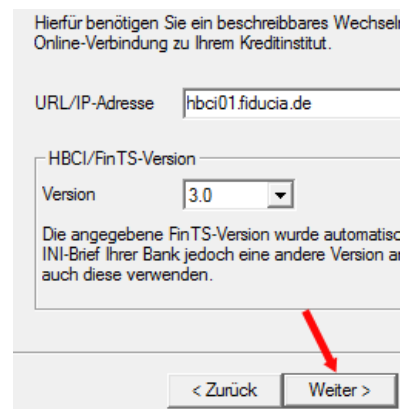 Hierfür benötigen Sie ein beschreibbares
Online-Verbindung zu Ihrem Kreditinstitut.
URL/IP-Adresse hbci01.fiducia.de
HBCI/FinTS-Version
Version 3.0
Die angegebene FinTS-Version wurde
INI-Brief Ihrer Bank jedoch eine andere Version
auch diese verwenden.
< Zurück Weiter >